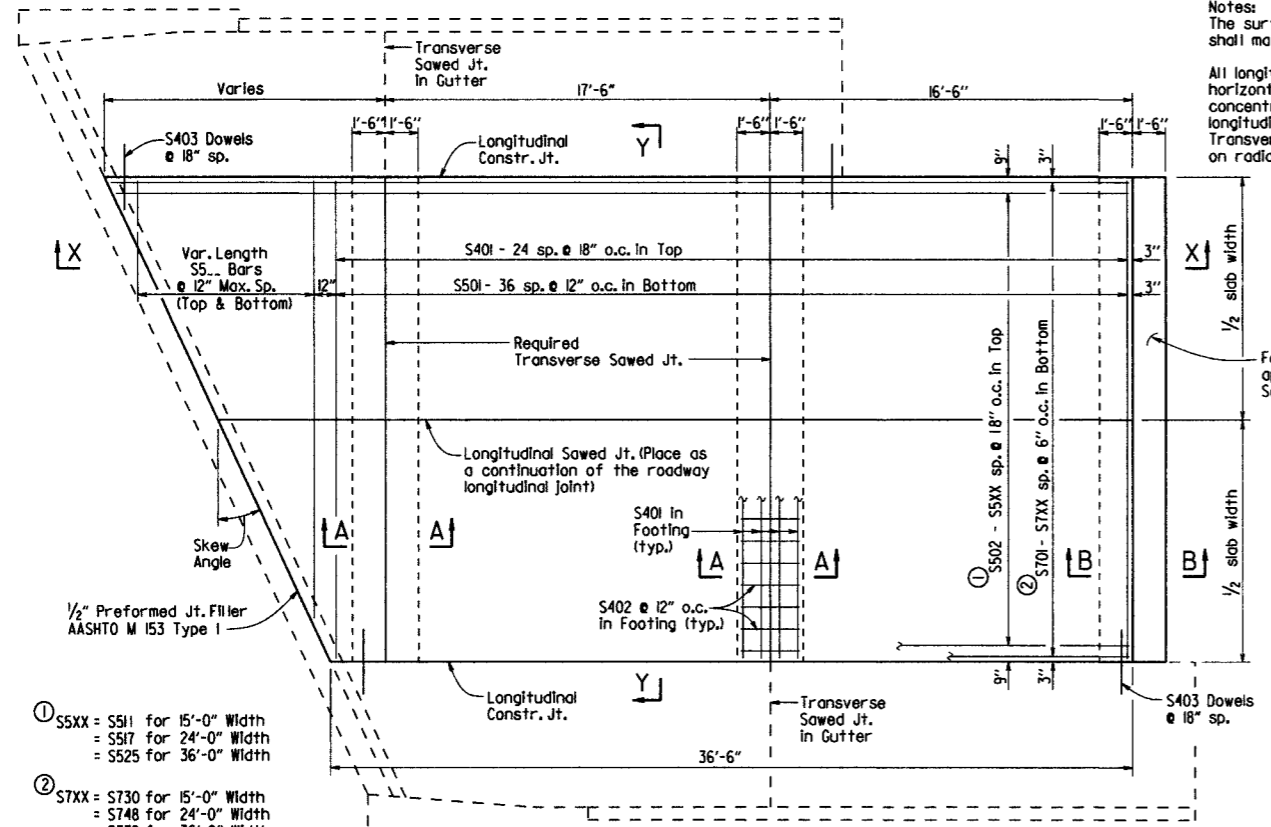 Notes:
The sur
shall ma
All longit
horizont
concentr
longitudin
Transver
on radia
Transverse
Sawed Jt.
in Gutter
Varies
17'-6"
16'-6"
1'-6"
1'-6"
1'-6"
1'-6"
1'-6"
1'-6"
S403 Dowels
@ 18" sp.
Longitudinal
Constr. Jt.
Y
9"
3"
X
Var. Length
S5__ Bars
@ 12" Max. Sp.
(Top & Bottom)
S401 - 24 sp. @ 18" o.c. in Top
3"
X
12"
S501 - 36 sp. @ 12" o.c. in Bottom
3"
1/2 slab width
Required
Transverse Sawed Jt.
F
a
S
① S502 - S5XX sp. @ 18" o.c. in Top
② S701 - S7XX sp. @ 6" o.c. in Bottom
Longitudinal Sawed Jt. (Place as
a continuation of the roadway
longitudinal joint)
S401 in
Footing
(typ.)
Skew
Angle
A
A
A
A
B
B
1/2 slab width
S402 @ 12" o.c.
in Footing (typ.)
1/2" Preformed Jt. Filler
AASHTO M 153 Type I
9"
3"
Longitudinal
Constr. Jt.
Y
Transverse
Sawed Jt.
in Gutter
S403 Dowels
@ 18" sp.
36'-6"
① S5XX = S511 for 15'-0" Width
= S517 for 24'-0" Width
= S525 for 36'-0" Width
② S7XX = S730 for 15'-0" Width
= S748 for 24'-0" Width